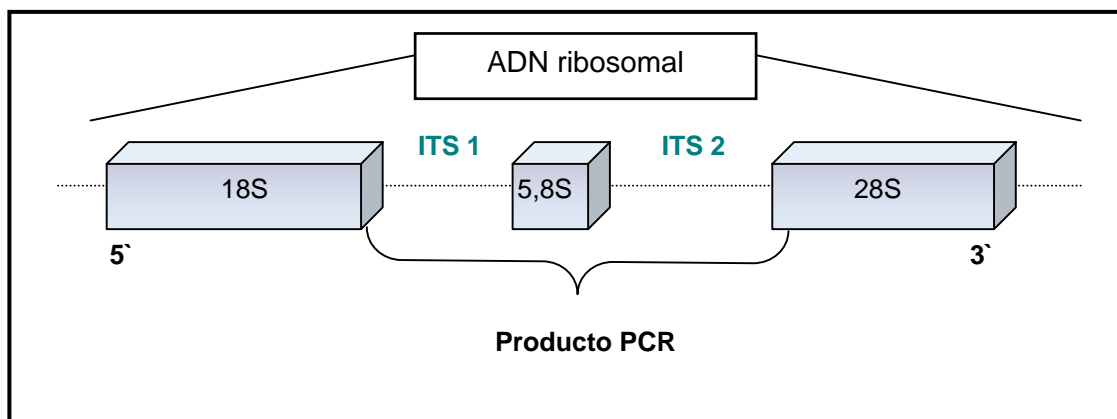 ADN ribosomal
ITS 1 ITS 2
18S 5,8S 28S
5` 3`
Producto PCR